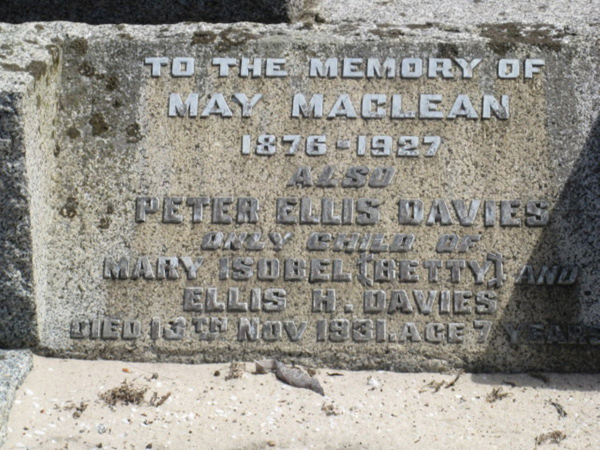 TO THE MEMORY OF
MAY MACLEAN
1876 - 1927
ALSO
PETER ELLIS DAVIES
ONLY CHILD OF
MARY ISOBEL (BETTY) AND
ELLIS H. DAVIES
DIED 13TH NOV 1931. AGE 7 YEARS